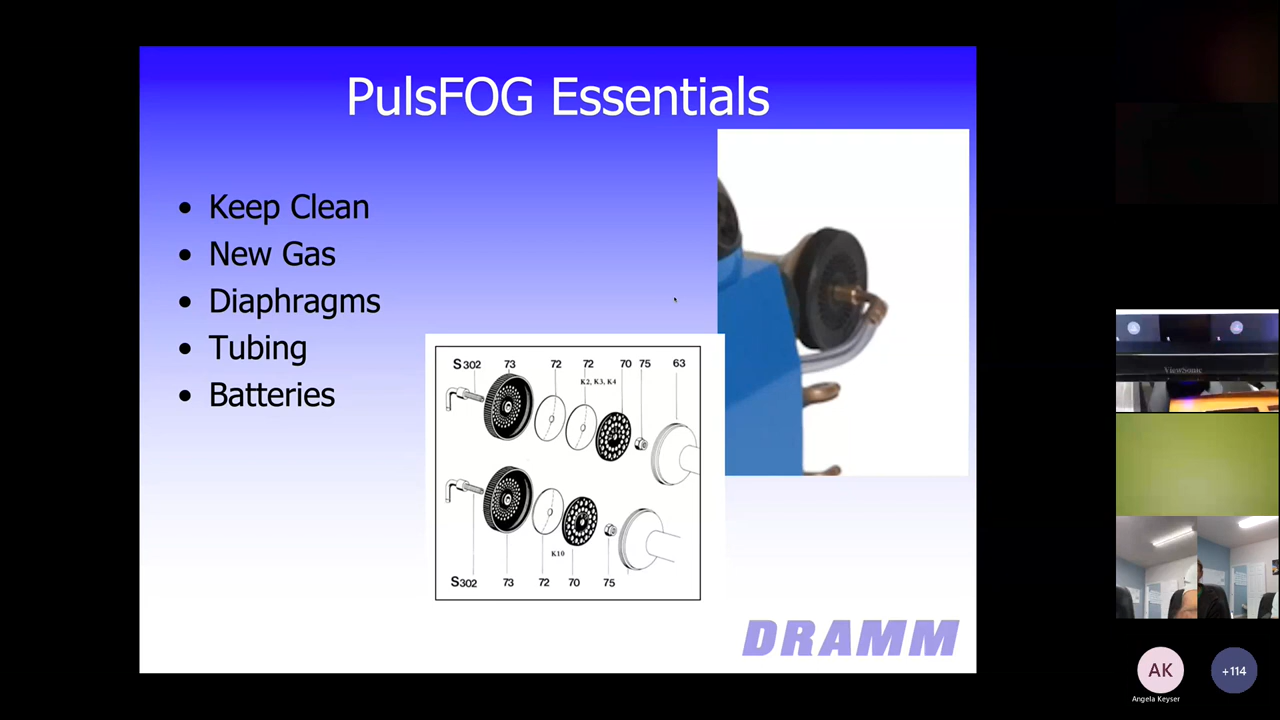 PulsFOG Essentials
• Keep Clean
• New Gas
• Diaphragms
• Tubing
• Batteries
S302 73 72 72 70 75 63
K2, K3, K4
K10
S302 73 72 70 75
DRAMM
ViewSonic
AK
Angela Keyser
+114